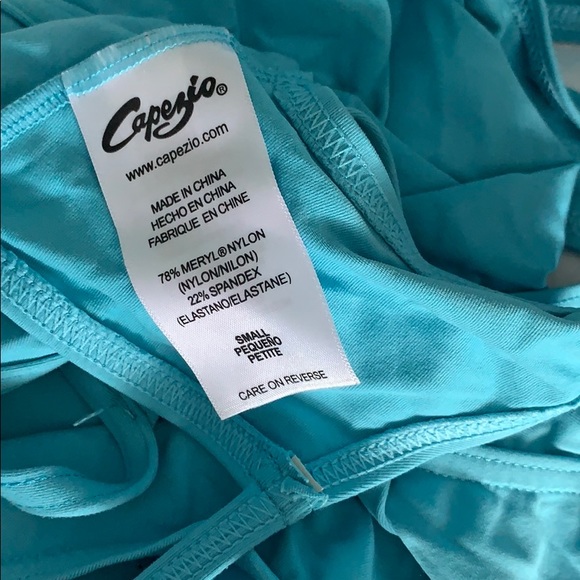 Capezio®
www.capezio.com
MADE IN CHINA
HECHO EN CHINA
FABRIQUE EN CHINE
78% MERYL®NYLON
(NYLON/NILON)
22% SPANDEX
(ELASTANO/ELASTANE)
SMALL
PEQUEÑO
PETITE
CARE ON REVERSE